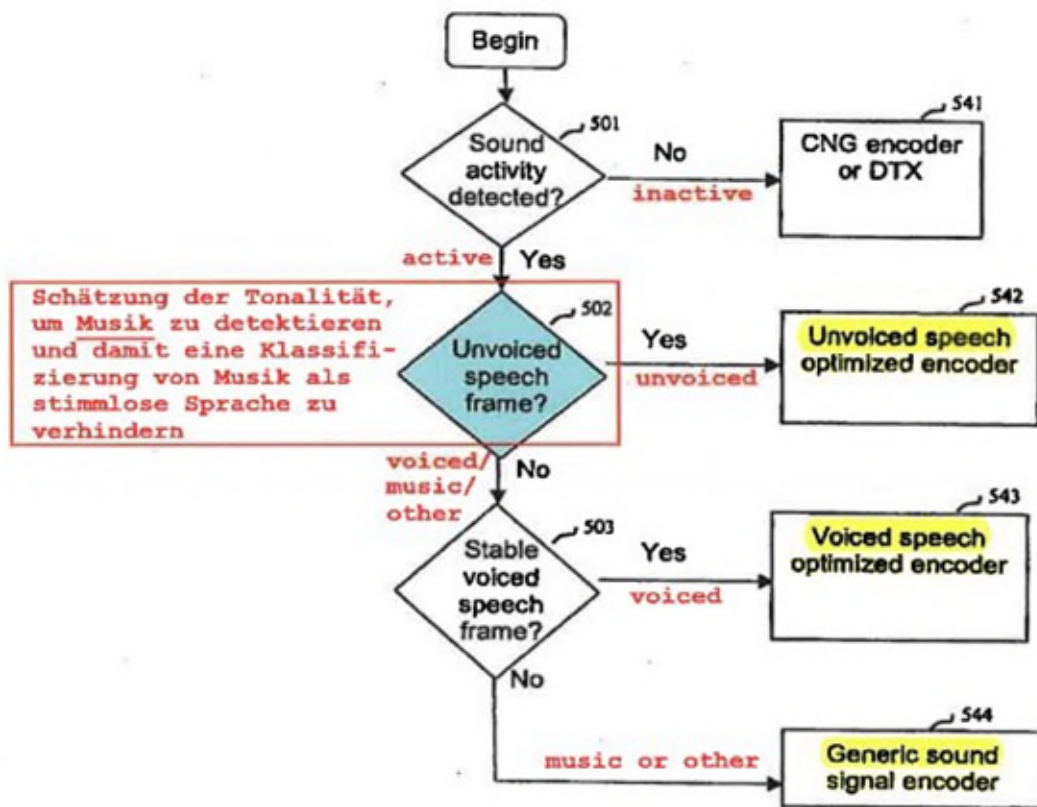 Begin
501
Sound
activity
detected?
No
inactive
541
CNG encoder
or DTX
active
Yes
Schätzung der Tonalität,
um Musik zu detektieren
und damit eine Klassifi-
zierung von Musik als
stimmlose Sprache zu
verhindern
502
Unvoiced
speech
frame?
Yes
unvoiced
542
Unvoiced speech
optimized encoder
voiced/
music/
other
No
503
Stable
voiced
speech
frame?
Yes
voiced
543
Voiced speech
optimized encoder
No
music or other
544
Generic sound
signal encoder